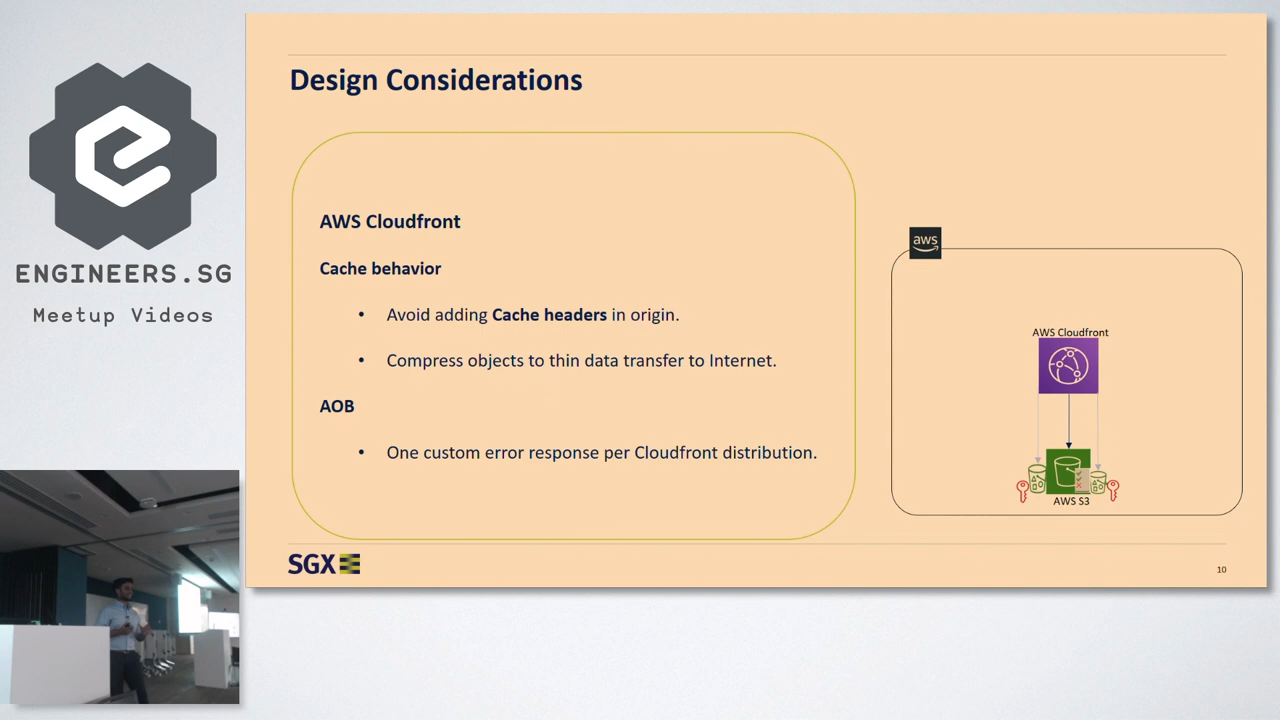 ENGINEERS.SG
Meetup Videos
Design Considerations
AWS Cloudfront
Cache behavior
• Avoid adding Cache headers in origin.
• Compress objects to thin data transfer to Internet.
AOB
• One custom error response per Cloudfront distribution.
aws
AWS Cloudfront
AWS S3
SGX
10